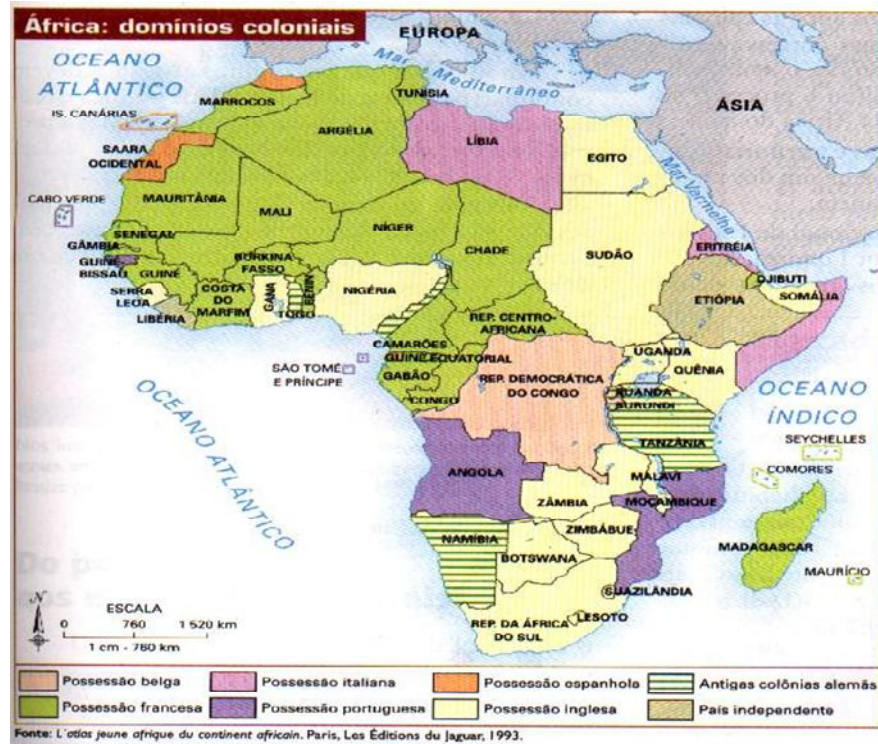 África: domínios coloniais
EUROPA
OCEANO
ATLÂNTICO
Mar Mediterrâneo
ÁSIA
IS. CANÁRIAS
MARROCOS
TUNISIA
ARGÉLIA
LÍBIA
EGITO
Mar Vermelho
SAARA
OCIDENTAL
CABO VERDE
MAURITÂNIA
MALI
NÍGER
CHADE
SUDÃO
ERITRÉIA
SENEGAL
GÂMBIA
GUINÉ
BISSAU
GUINÉ
BURKINA
FASSO
DJIBUTI
SERRA
LEOA
COSTA
DO
MARFIM
GANA
TOGO
BENIN
NIGÉRIA
ETIÓPIA
SOMÁLIA
LIBÉRIA
REP. CENTRO-
AFRICANA
CAMARÕES
GUINÉ EQUATORIAL
SÃO TOMÉ
E PRÍNCIPE
GABÃO
CONGO
REP. DEMOCRÁTICA
DO CONGO
UGANDA
QUÊNIA
RUANDA
BURUNDI
OCEANO
ÍNDICO
TANZÂNIA
SEYCHELLES
OCEANO ATLÂNTICO
COMORES
ANGOLA
MALAVI
ZÂMBIA
MOÇAMBIQUE
NAMÍBIA
ZIMBÁBUE
BOTSWANA
MADAGASCAR
MAURÍCIO
SUAZILÂNDIA
LESOTO
REP. DA ÁFRICA
DO SUL
N
ESCALA
0 760 1 520 km
1 cm - 760 km
Possessão belga
Possessão italiana
Possessão espanhola
Antigas colônias alemãs
Possessão francesa
Possessão portuguesa
Possessão inglesa
País independente
Fonte: L'atlas jeune afrique du continent africain. Paris, Les Éditions du Jaguar, 1993.